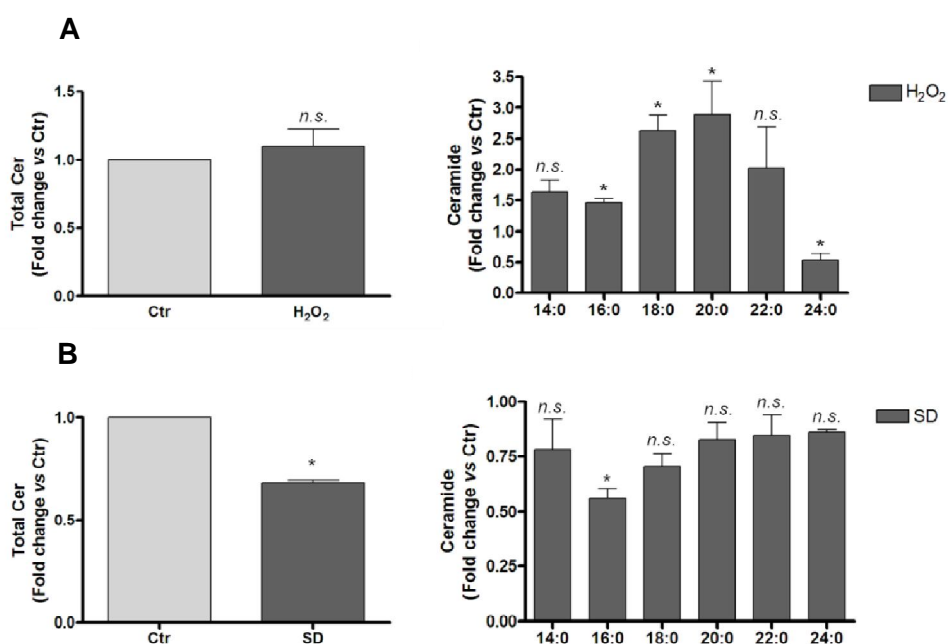 A
Total Cer
(Fold change vs Ctr)
1.5
1.0
0.5
0.0
n.s.
Ctr
H₂O₂
Ceramide
(Fold change vs Ctr)
3.5
3.0
2.5
2.0
1.5
1.0
0.5
0.0
n.s.
*
*
*
n.s.
*
14:0 16:0 18:0 20:0 22:0 24:0
H₂O₂
B
Total Cer
(Fold change vs Ctr)
1.0
0.5
0.0
*
Ctr
SD
Ceramide
(Fold change vs Ctr)
1.00
0.75
0.50
0.25
0.00
n.s.
*
n.s.
n.s.
n.s.
n.s.
14:0 16:0 18:0 20:0 22:0 24:0
SD